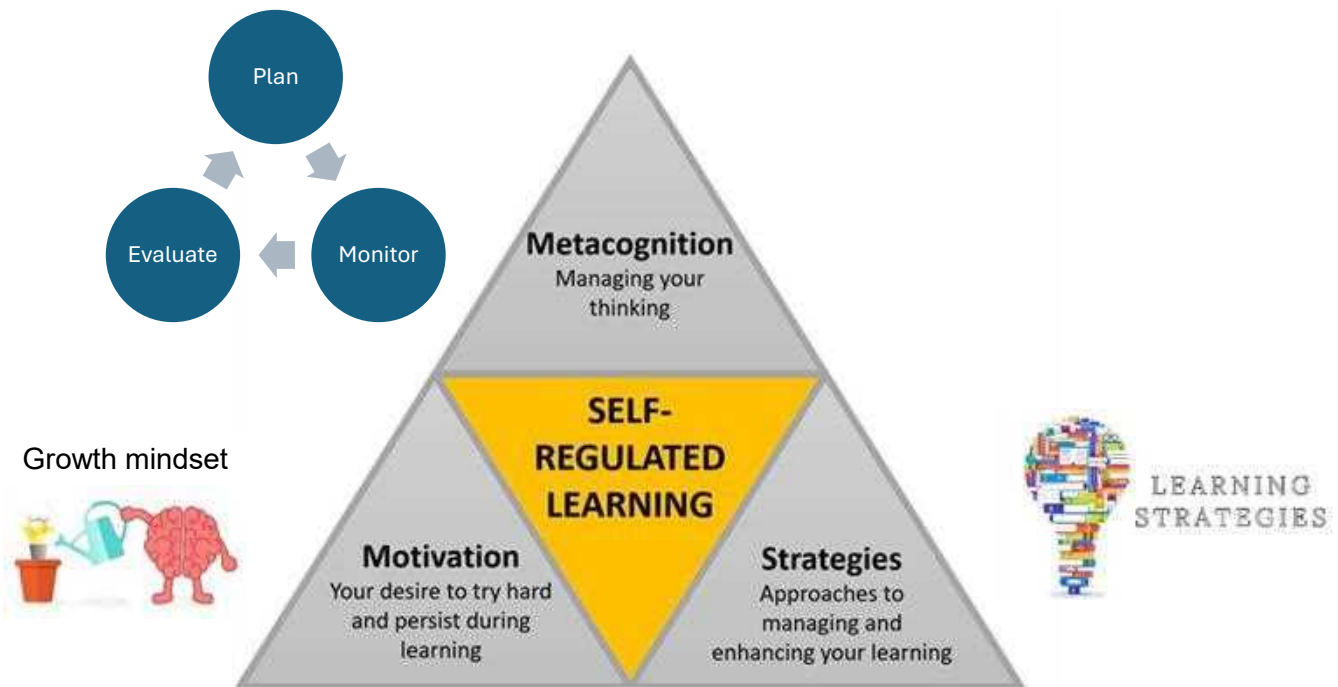 Plan
Evaluate
Monitor
Metacognition
Managing your
thinking
SELF-
REGULATED
LEARNING
Growth mindset
LEARNING
STRATEGIES
Motivation
Your desire to try hard
and persist during
learning
Strategies
Approaches to
managing and
enhancing your learning